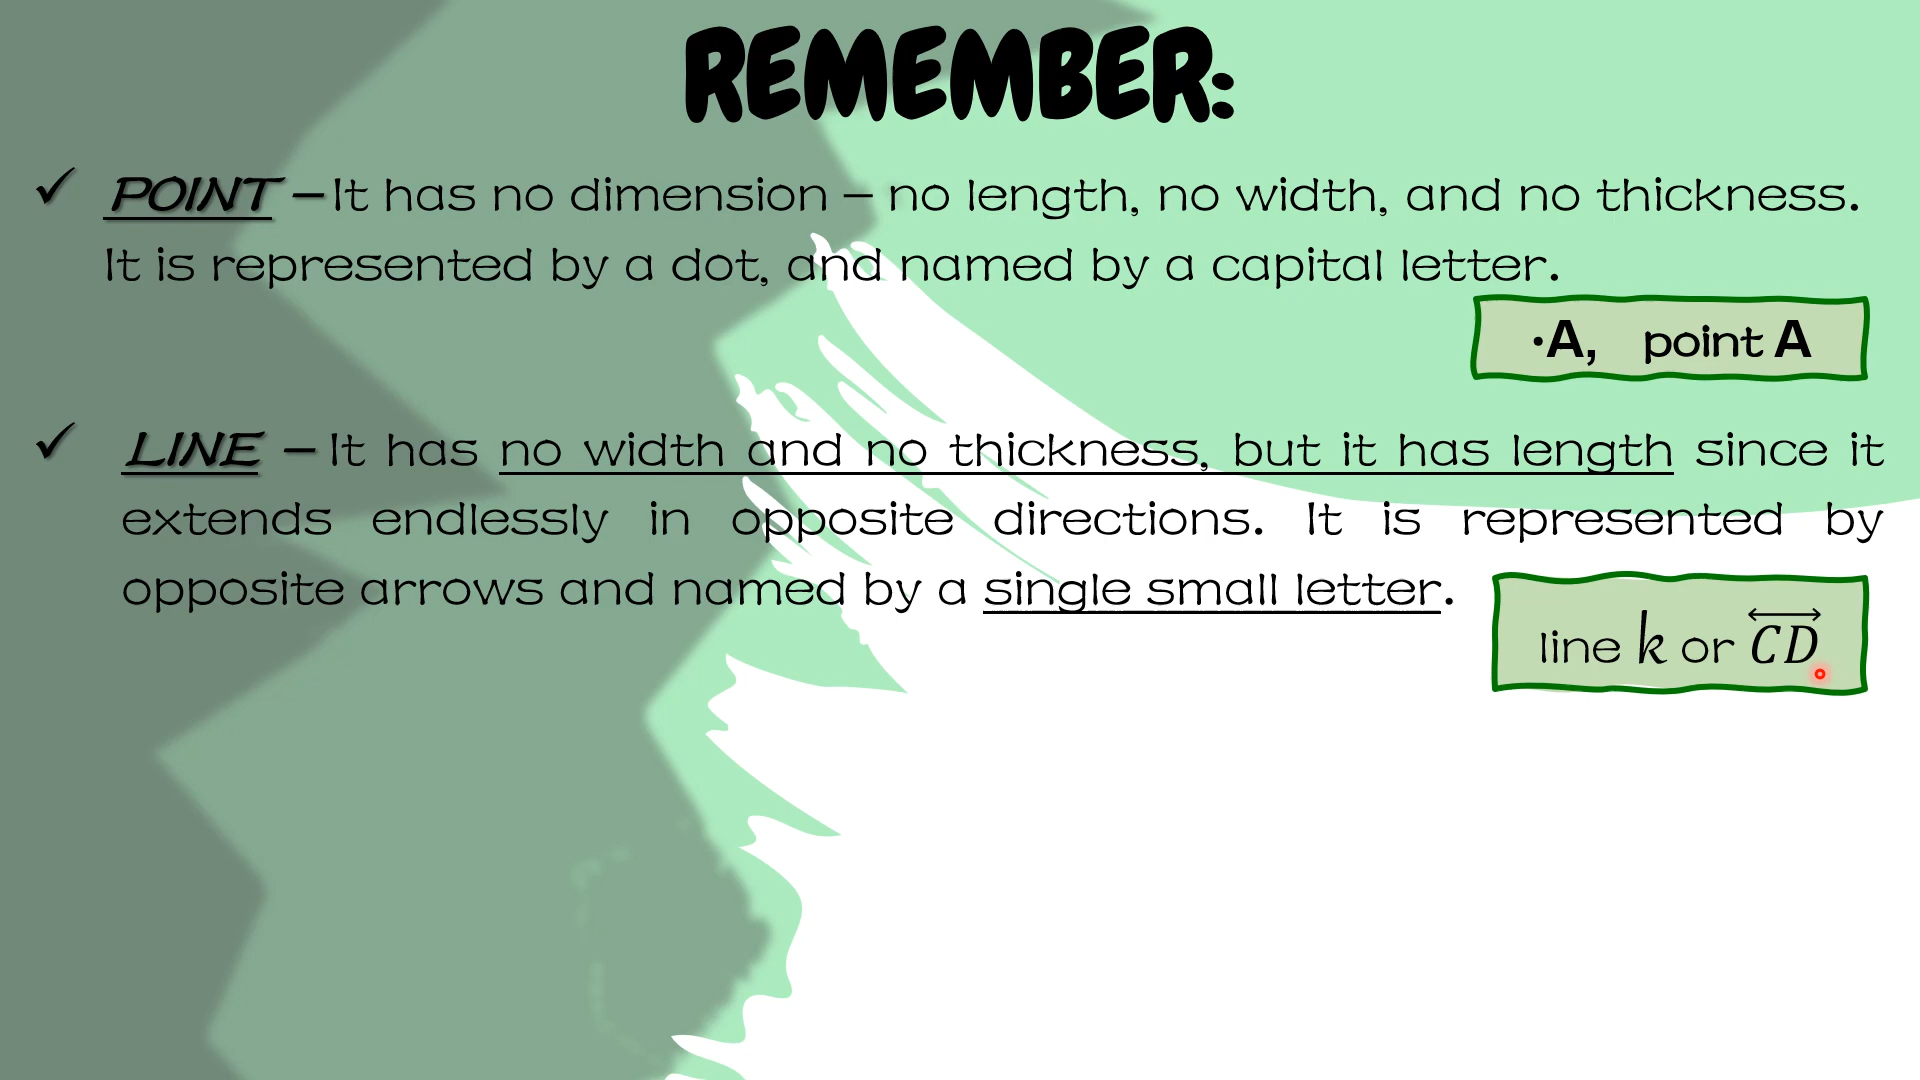 REMEMBER:
✓ POINT – It has no dimension – no length, no width, and no thickness.
It is represented by a dot, and named by a capital letter.
·A, point A
✓ LINE – It has no width and no thickness, but it has length since it
extends endlessly in opposite directions. It is represented by
opposite arrows and named by a single small letter.
line k or \overleftrightarrow{CD}